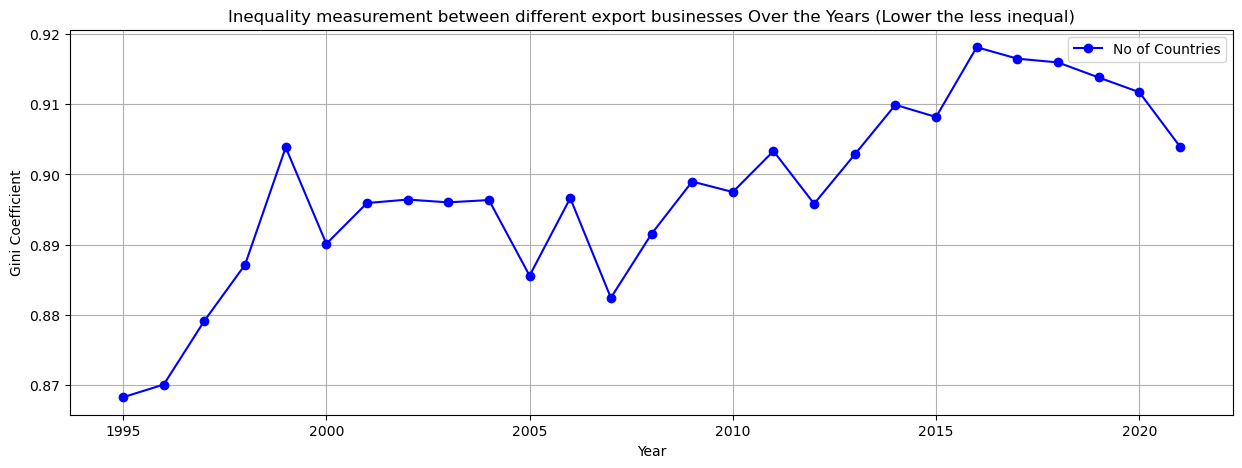 Inequality measurement between different export businesses Over the Years (Lower the less inequal)
No of Countries
Gini Coefficient
0.92
0.91
0.90
0.89
0.88
0.87
1995 2000 2005 2010 2015 2020
Year